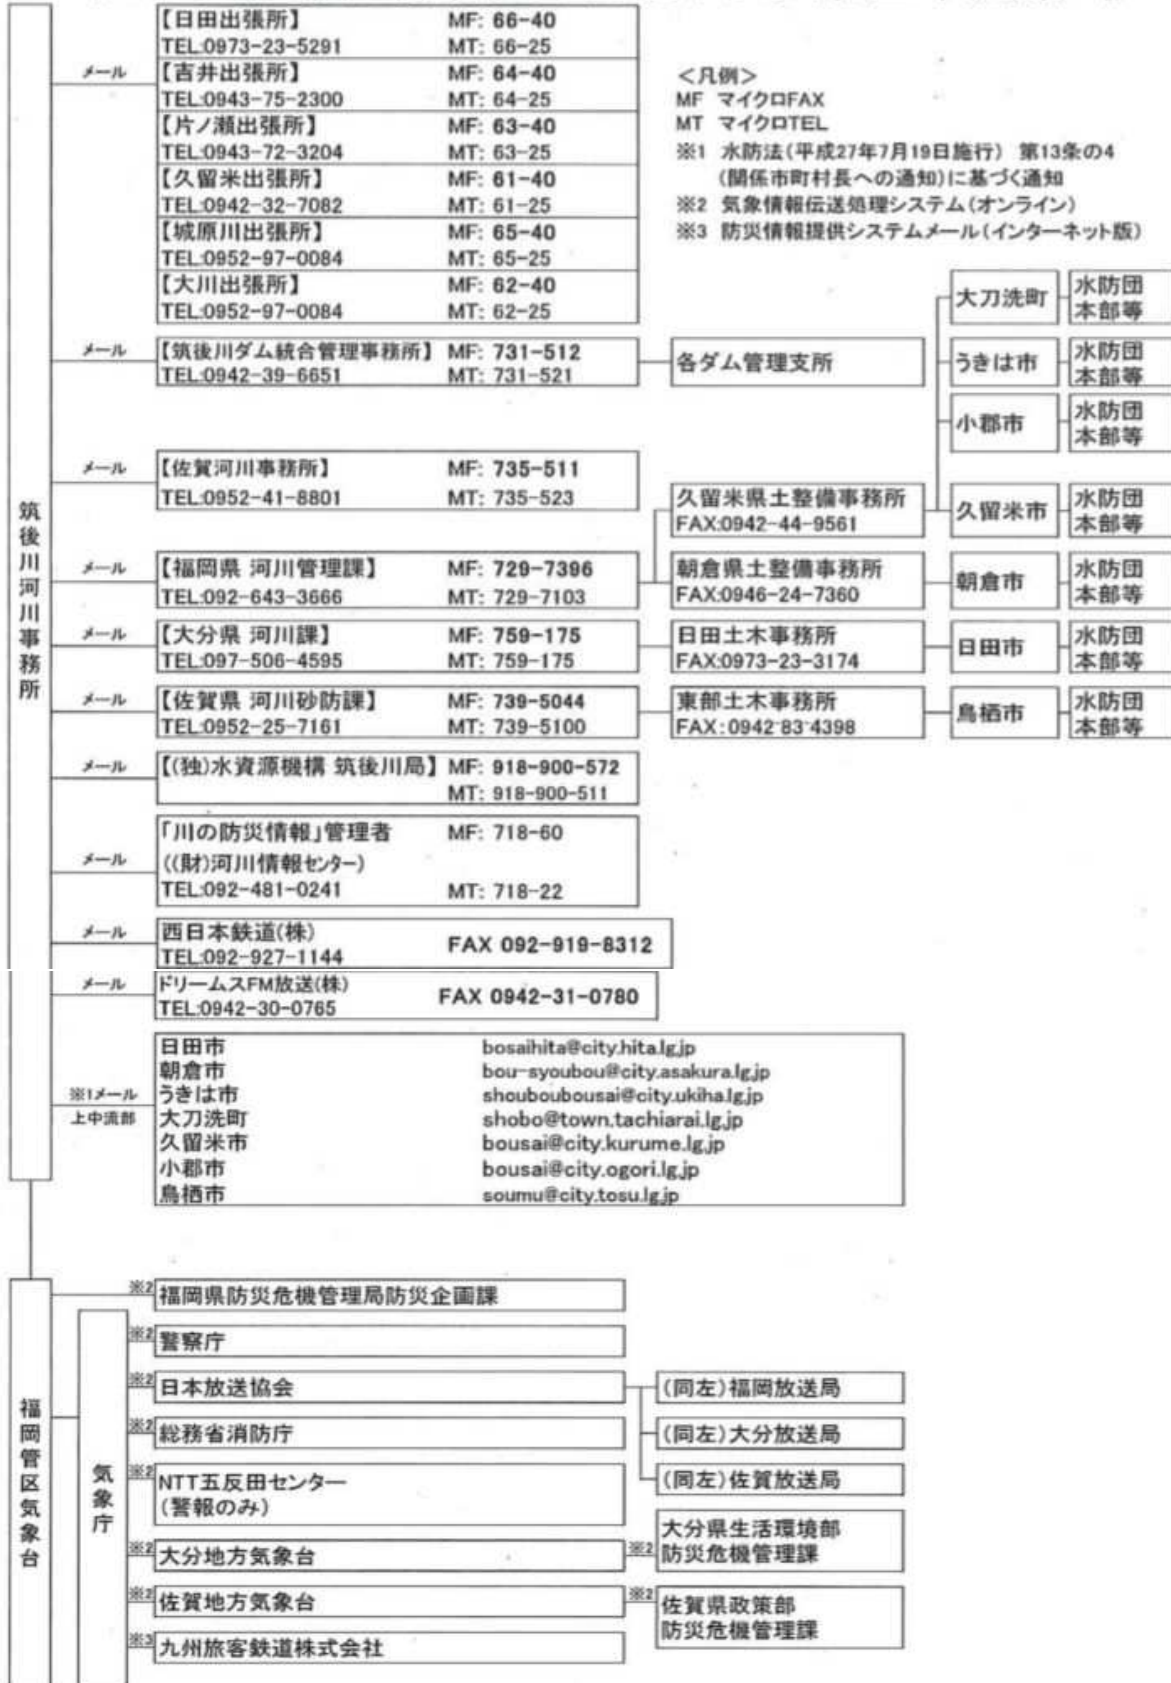 【日田出張所】 MF: 66-40
TEL:0973-23-5291 MT: 66-25
メール
【吉井出張所】 MF: 64-40
TEL:0943-75-2300 MT: 64-25
【片ノ瀬出張所】 MF: 63-40
TEL:0943-72-3204 MT: 63-25
【久留米出張所】 MF: 61-40
TEL:0942-32-7082 MT: 61-25
【城原川出張所】 MF: 65-40
TEL:0952-97-0084 MT: 65-25
【大川出張所】 MF: 62-40
TEL:0952-97-0084 MT: 62-25
<凡例>
MF マイクロFAX
MT マイクロTEL
※1 水防法(平成27年7月19日施行) 第13条の4
(関係市町村長への通知)に基づく通知
※2 気象情報伝送処理システム(オンライン)
※3 防災情報提供システムメール(インターネット版)
筑後川河川事務所
メール
【筑後川ダム統合管理事務所】 MF: 731-512
TEL:0942-39-6651 MT: 731-521
各ダム管理支所
メール
【佐賀河川事務所】 MF: 735-511
TEL:0952-41-8801 MT: 735-523
メール
【福岡県 河川管理課】 MF: 729-7396
TEL:092-643-3666 MT: 729-7103
久留米県土整備事務所
FAX:0942-44-9561
大刀洗町
水防団
本部等
うきは市
水防団
本部等
小郡市
水防団
本部等
久留米市
水防団
本部等
朝倉県土整備事務所
FAX:0946-24-7360
朝倉市
水防団
本部等
メール
【大分県 河川課】 MF: 759-175
TEL:097-506-4595 MT: 759-175
日田土木事務所
FAX:0973-23-3174
日田市
水防団
本部等
メール
【佐賀県 河川砂防課】 MF: 739-5044
TEL:0952-25-7161 MT: 739-5100
東部土木事務所
FAX:0942-83-4398
鳥栖市
水防団
本部等
メール
【(独)水資源機構 筑後川局】 MF: 918-900-572
MT: 918-900-511
メール
「川の防災情報」管理者 MF: 718-60
((財)河川情報センター)
TEL:092-481-0241 MT: 718-22
メール
西日本鉄道(株)
TEL:092-927-1144 FAX 092-919-8312
メール
ドリームスFM放送(株)
TEL:0942-30-0765 FAX 0942-31-0780
※1メール
上中流部
日田市 bosaihita@city.hita.lg.jp
朝倉市 bou-syoubou@city.asakura.lg.jp
うきは市 shouboubousai@city.ukiha.lg.jp
大刀洗町 shobo@town.tachiarai.lg.jp
久留米市 bousai@city.kurume.lg.jp
小郡市 bousai@city.ogori.lg.jp
鳥栖市 soumu@city.tosu.lg.jp
福岡管区気象台
※2 福岡県防災危機管理局防災企画課
気象庁
※2 警察庁
※2 日本放送協会
(同左)福岡放送局
(同左)大分放送局
(同左)佐賀放送局
※2 総務省消防庁
※2 NTT五反田センター
(警報のみ)
※2 大分地方気象台
※2 大分県生活環境部
防災危機管理課
※2 佐賀地方気象台
※2 佐賀県政策部
防災危機管理課
※3 九州旅客鉄道株式会社